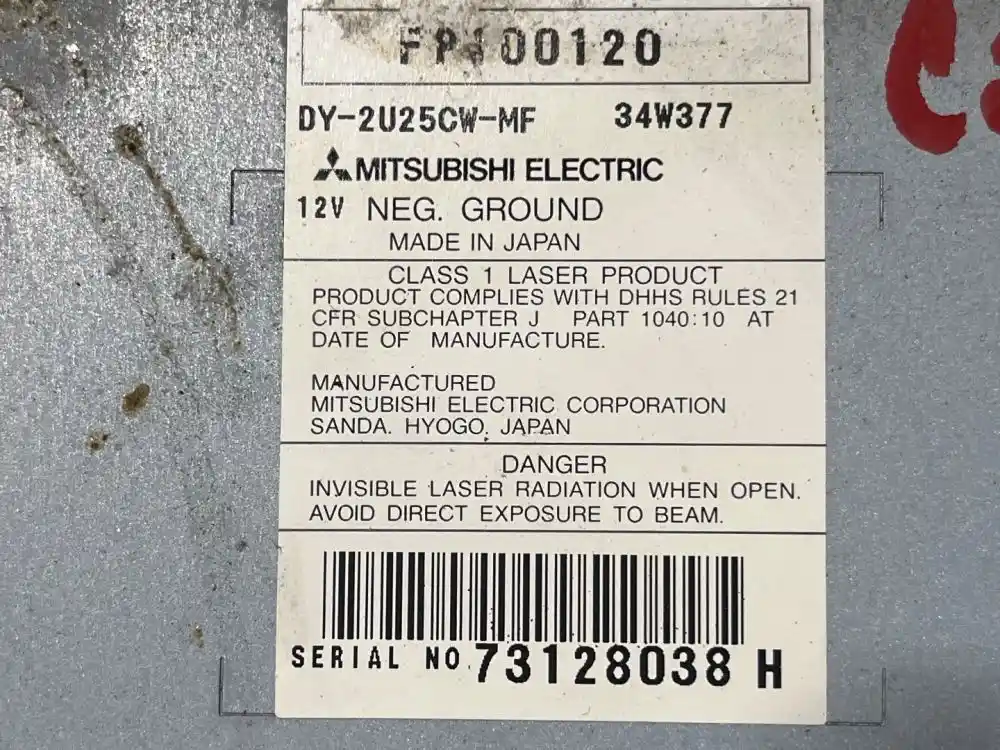 100120
DY-2U25CW-MF 34W377
MITSUBISHI ELECTRIC
12V NEG. GROUND
MADE IN JAPAN
CLASS 1 LASER PRODUCT
PRODUCT COMPLIES WITH DHHS RULES 21
CFR SUBCHAPTER J PART 1040:10 AT
DATE OF MANUFACTURE.
MANUFACTURED
MITSUBISHI ELECTRIC CORPORATION
SANDA. HYOGO. JAPAN
DANGER
INVISIBLE LASER RADIATION WHEN OPEN.
AVOID DIRECT EXPOSURE TO BEAM.
SERIAL NO. 73128038 H